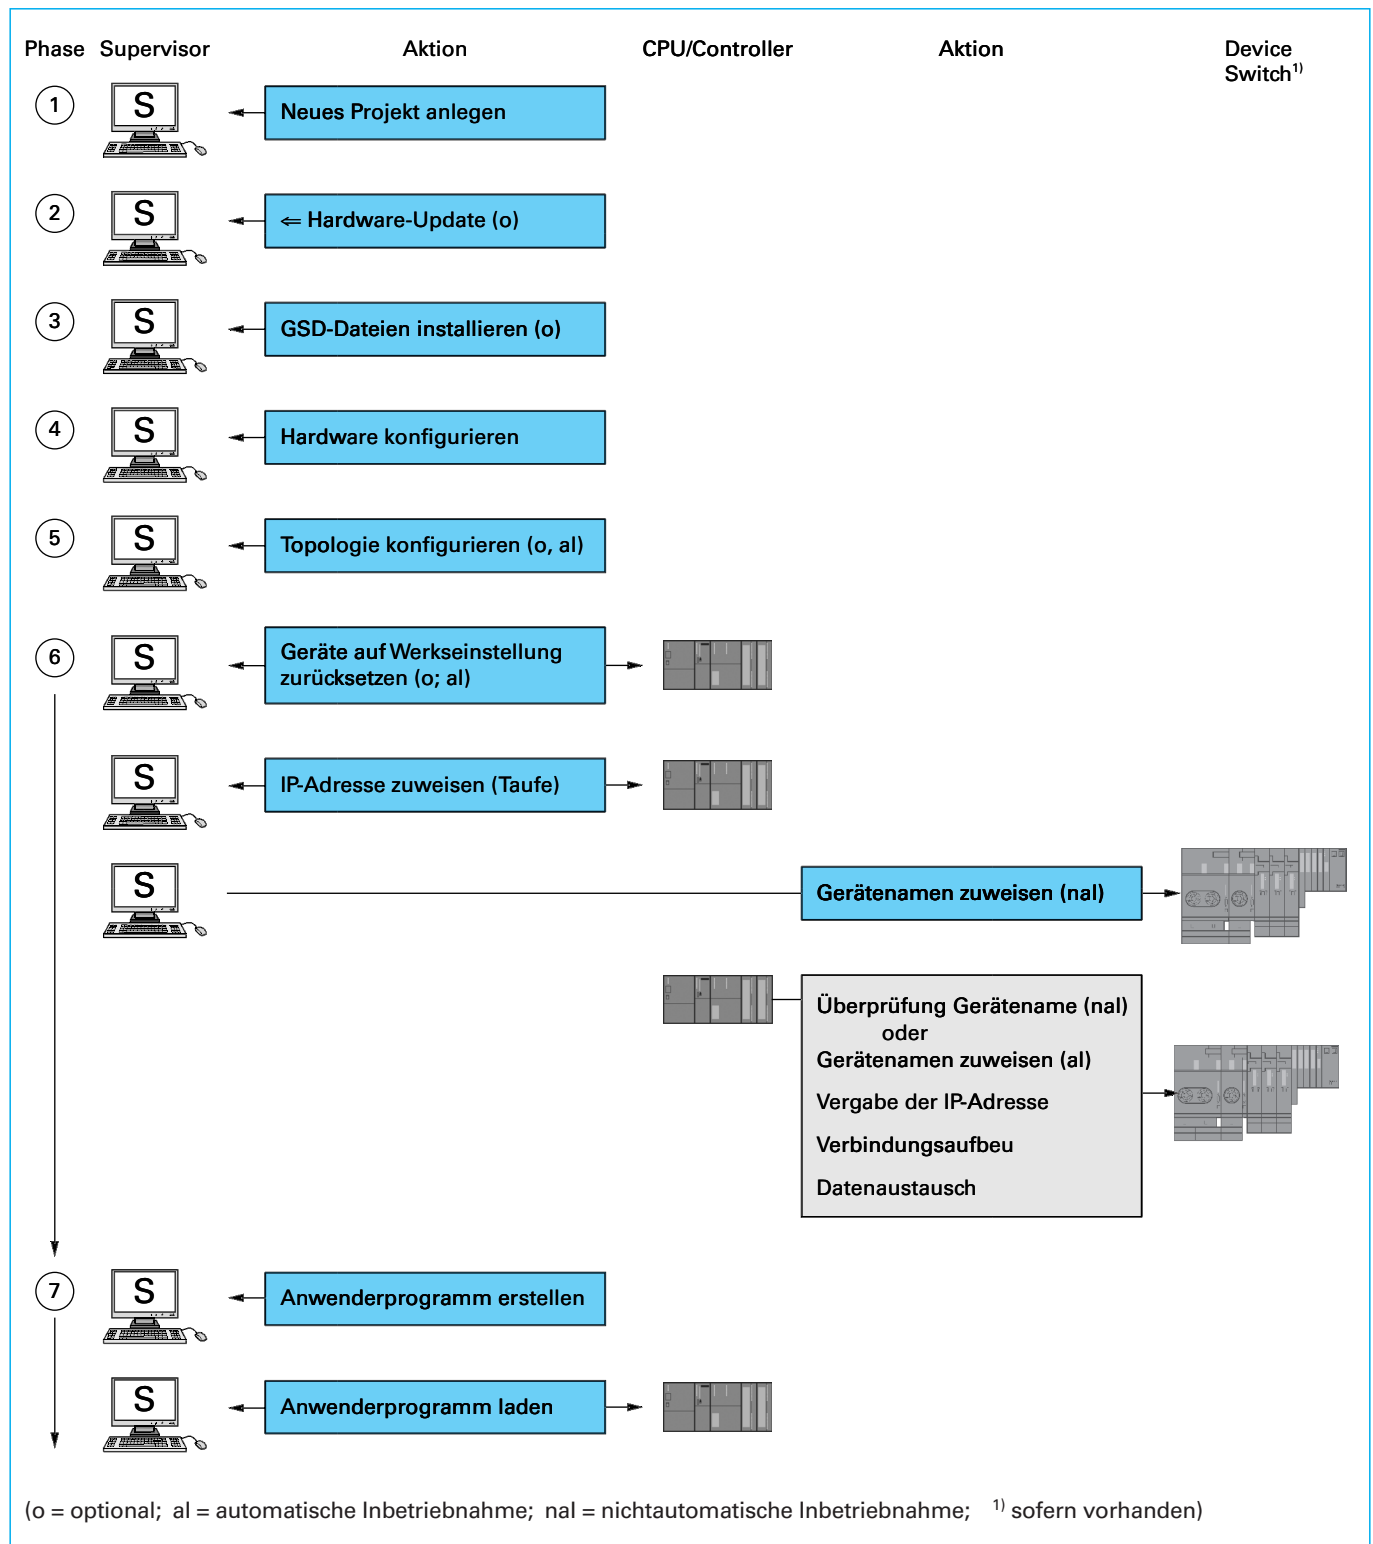 Phase Supervisor Aktion CPU/Controller Aktion Device
Switch1)
1 S Neues Projekt anlegen
2 S ⇐ Hardware-Update (o)
3 S GSD-Dateien installieren (o)
4 S Hardware konfigurieren
5 S Topologie konfigurieren (o, al)
6 S Geräte auf Werkseinstellung
zurücksetzen (o; al)
S IP-Adresse zuweisen (Taufe)
S Gerätenamen zuweisen (nal)
Überprüfung Gerätename (nal)
oder
Gerätenamen zuweisen (al)
Vergabe der IP-Adresse
Verbindungsaufbeu
Datenaustausch
7 S Anwenderprogramm erstellen
S Anwenderprogramm laden
(o = optional; al = automatische Inbetriebnahme; nal = nichtautomatische Inbetriebnahme; 1) sofern vorhanden)